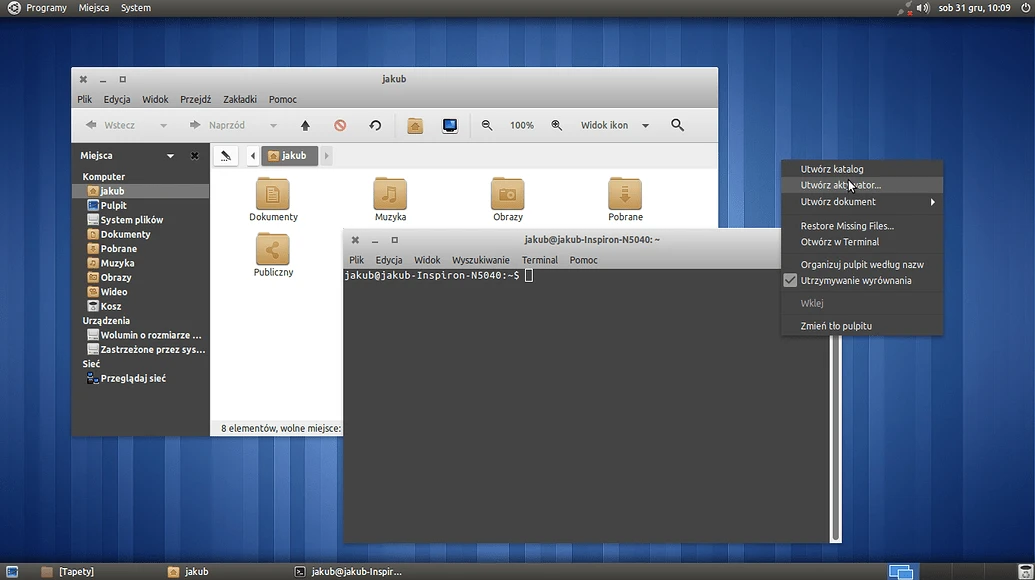 Programy Miejsca System
sob 31 gru, 10:09
jakub
Plik Edycja Widok Przejdź Zakładki Pomoc
Wstecz Naprzód 100% Widok ikon
Miejsca
jakub
Komputer
jakub
Pulpit
System plików
Dokumenty
Pobrane
Muzyka
Obrazy
Wideo
Kosz
Urządzenia
Wolumin o rozmiarze ...
Zastrzeżone przez sys...
Sieć
Przeglądaj sieć
Dokumenty Muzyka Obrazy Pobrane
Publiczny
8 elementów, wolne miejsce:
jakub@jakub-Inspiron-N5040: ~
Plik Edycja Widok Wyszukiwanie Terminal Pomoc
jakub@jakub-Inspiron-N5040:~$
Utwórz katalog
Utwórz aktywator...
Utwórz dokument
Restore Missing Files...
Otwórz w Terminal
Organizuj pulpit według nazw
Utrzymywanie wyrównania
Wklej
Zmień tło pulpitu
[Tapety] jakub jakub@jakub-Inspir...